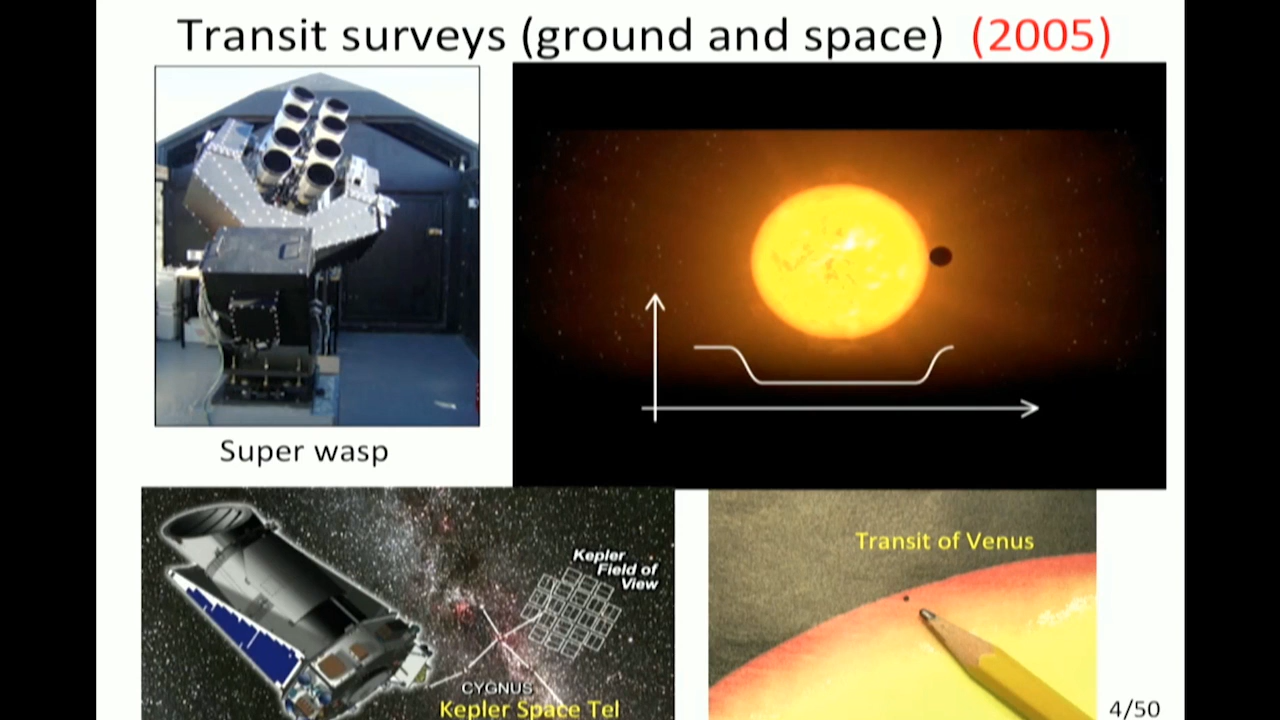 Transit surveys (ground and space) (2005)
Super wasp
Kepler
Field of
View
CYGNUS
Kepler Space Tel
Transit of Venus
4/50